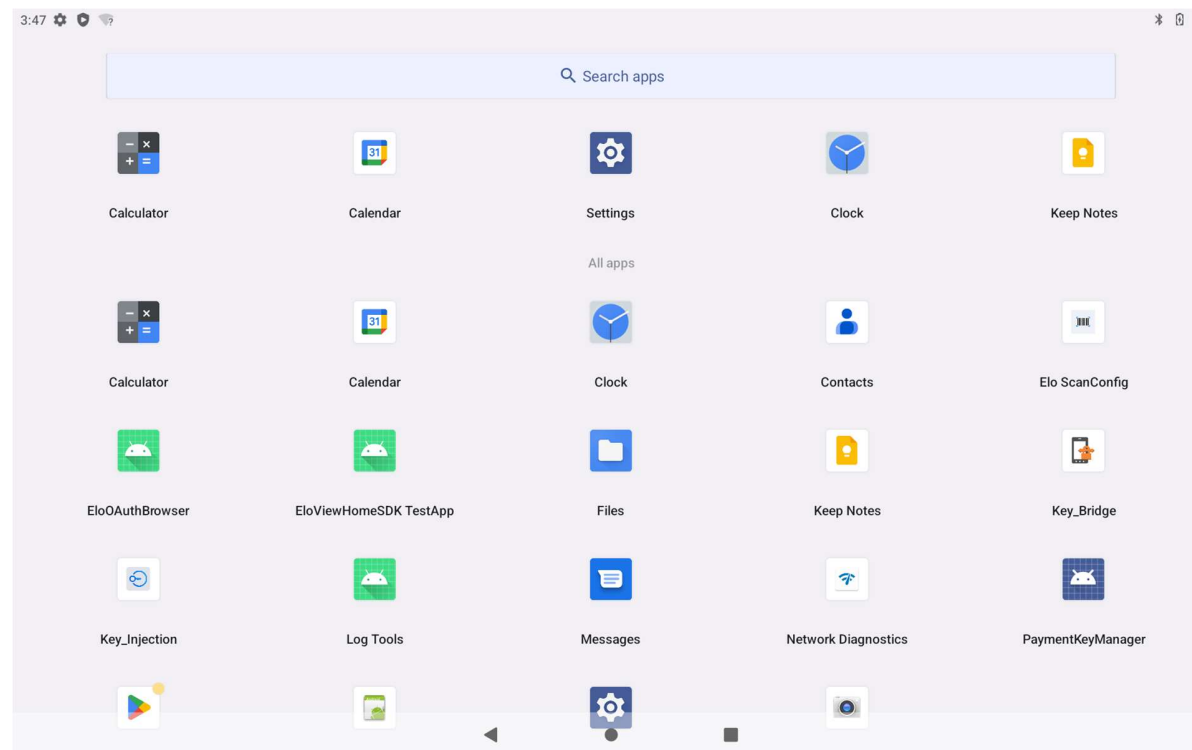 3:47
Search apps
Calculator Calendar Settings Clock Keep Notes
All apps
Calculator Calendar Clock Contacts Elo ScanConfig
EloOAuthBrowser EloViewHomeSDK TestApp Files Keep Notes Key_Bridge
Key_Injection Log Tools Messages Network Diagnostics PaymentKeyManager